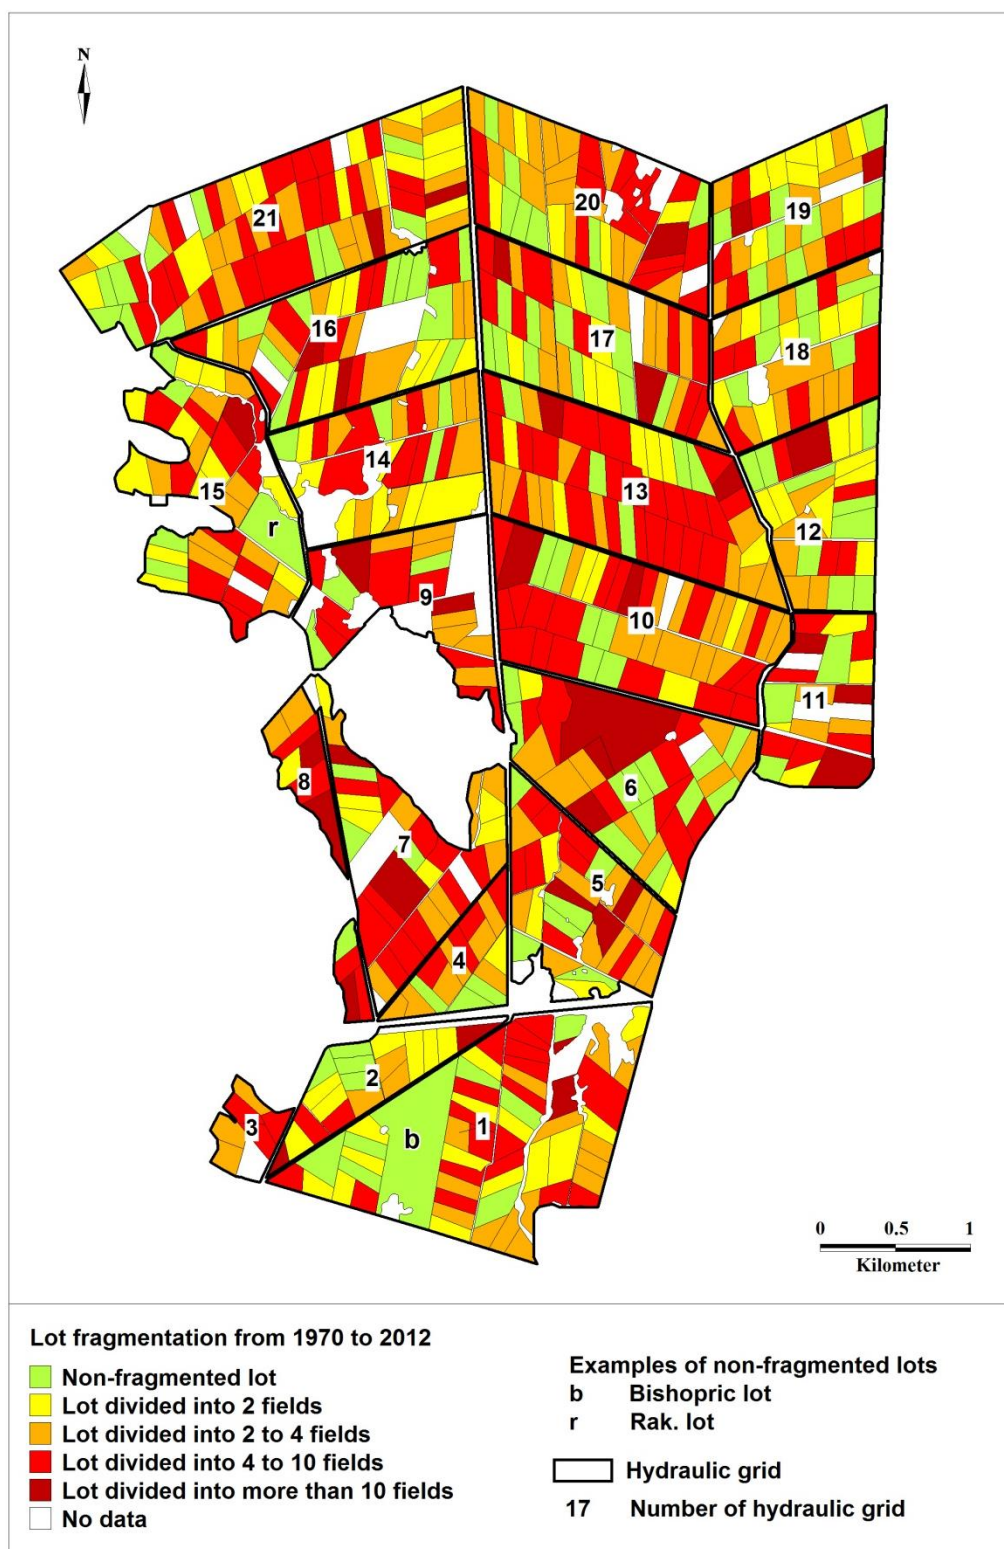 N
20
19
21
16
17
18
14
13
15
12
r
9
10
11
8
6
7
5
4
2
3
b
1
0 0.5 1
Kilometer
Lot fragmentation from 1970 to 2012
Non-fragmented lot
Lot divided into 2 fields
Lot divided into 2 to 4 fields
Lot divided into 4 to 10 fields
Lot divided into more than 10 fields
No data
Examples of non-fragmented lots
b Bishopric lot
r Rak. lot
Hydraulic grid
17 Number of hydraulic grid